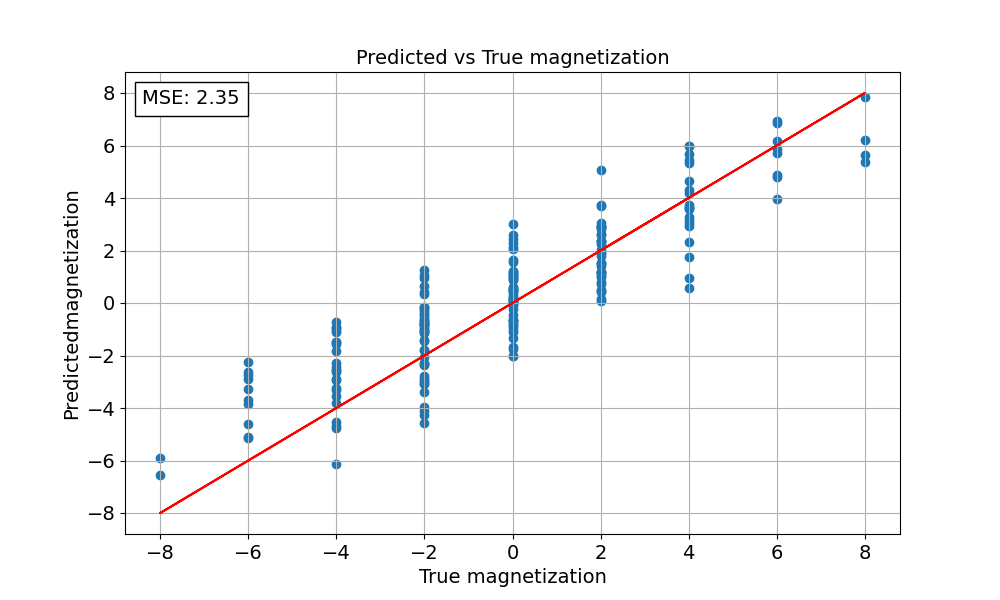 Predicted vs True magnetization
MSE: 2.35
8
6
4
2
0
−2
−4
−6
−8
Predictedmagnetization
−8 −6 −4 −2 0 2 4 6 8
True magnetization